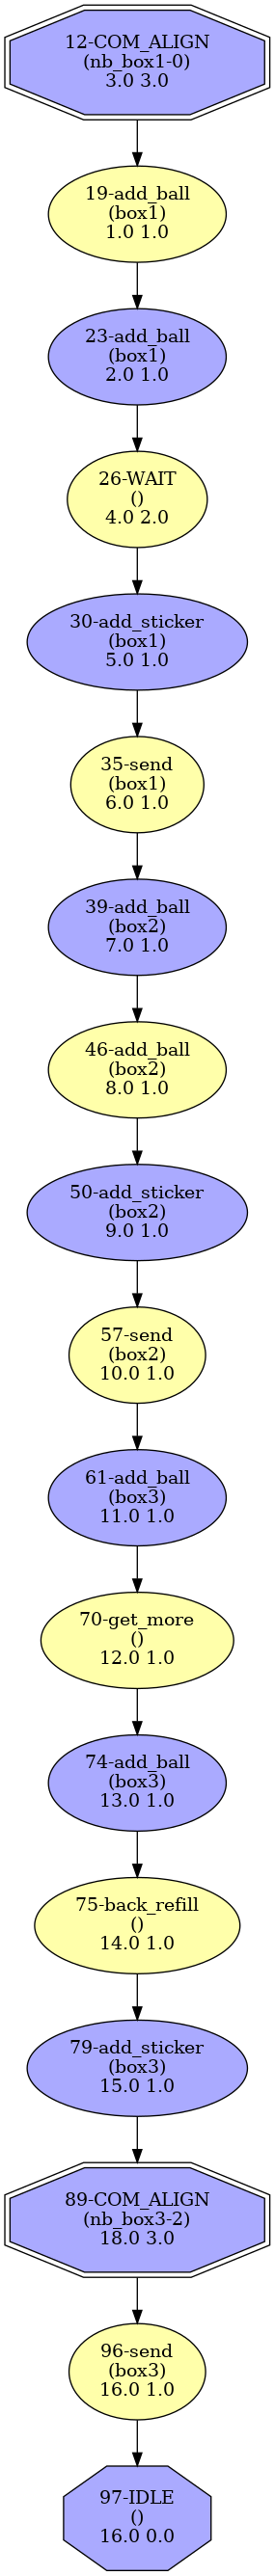 12-COM_ALIGN
(nb_box1-0)
3.0 3.0
19-add_ball
(box1)
1.0 1.0
23-add_ball
(box1)
2.0 1.0
26-WAIT
()
4.0 2.0
30-add_sticker
(box1)
5.0 1.0
35-send
(box1)
6.0 1.0
39-add_ball
(box2)
7.0 1.0
46-add_ball
(box2)
8.0 1.0
50-add_sticker
(box2)
9.0 1.0
57-send
(box2)
10.0 1.0
61-add_ball
(box3)
11.0 1.0
70-get_more
()
12.0 1.0
74-add_ball
(box3)
13.0 1.0
75-back_refill
()
14.0 1.0
79-add_sticker
(box3)
15.0 1.0
89-COM_ALIGN
(nb_box3-2)
18.0 3.0
96-send
(box3)
16.0 1.0
97-IDLE
()
16.0 0.0